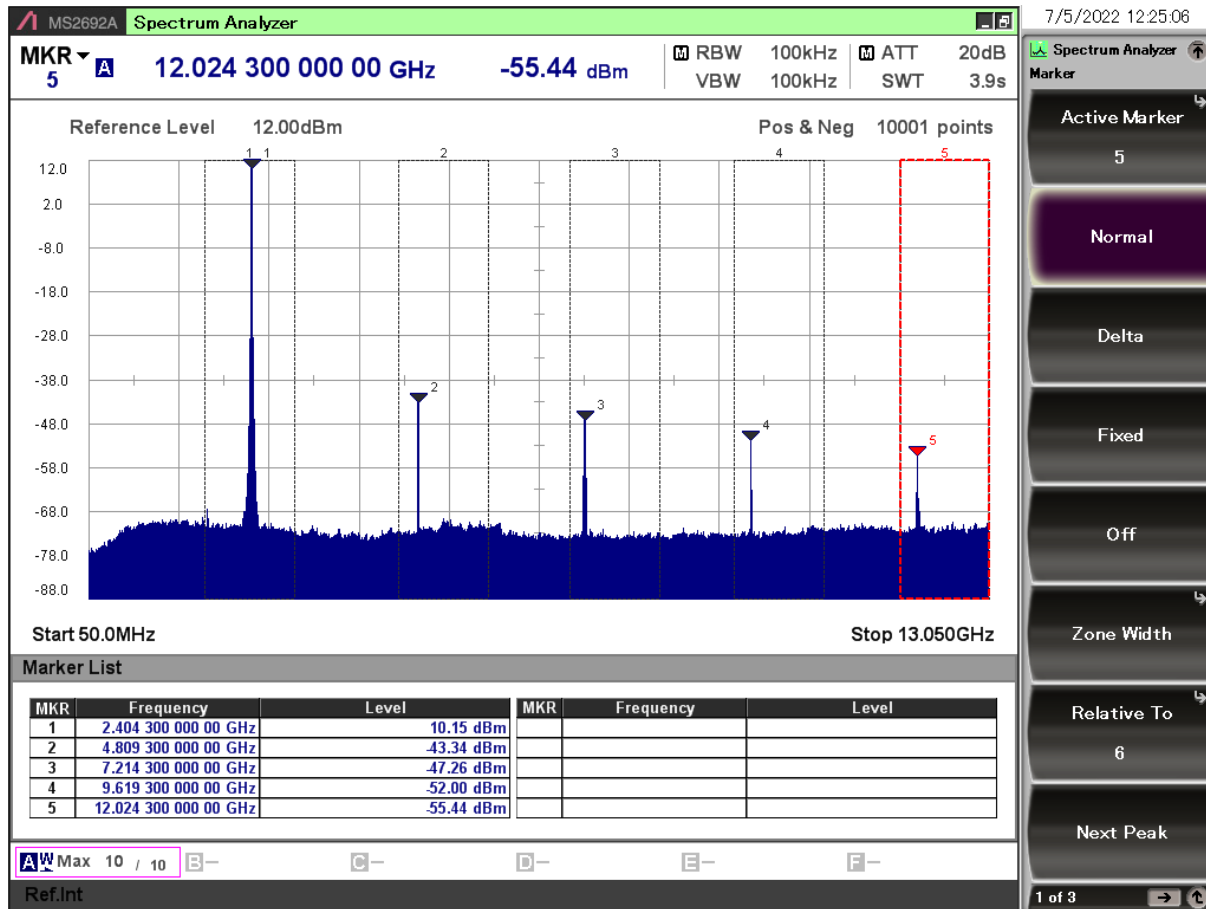 MS2692A Spectrum Analyzer
7/5/2022 12:25:06
MKR A 12.024 300 000 00 GHz -55.44 dBm M RBW 100kHz M ATT 20dB
5 VBW 100kHz SWT 3.9s
Reference Level 12.00dBm Pos & Neg 10001 points
1 1 2 3 4 5
12.0
2.0
-8.0
-18.0
-28.0
-38.0
-48.0
-58.0
-68.0
-78.0
-88.0
2
3
4
5
Start 50.0MHz Stop 13.050GHz
Marker List
MKR Frequency Level MKR Frequency Level
1 2.404 300 000 00 GHz 10.15 dBm
2 4.809 300 000 00 GHz -43.34 dBm
3 7.214 300 000 00 GHz -47.26 dBm
4 9.619 300 000 00 GHz -52.00 dBm
5 12.024 300 000 00 GHz -55.44 dBm
A W Max 10 / 10 B- C- D- E- F-
Ref.Int
Spectrum Analyzer
Marker
Active Marker
5
Normal
Delta
Fixed
Off
Zone Width
Relative To
6
Next Peak
1 of 3